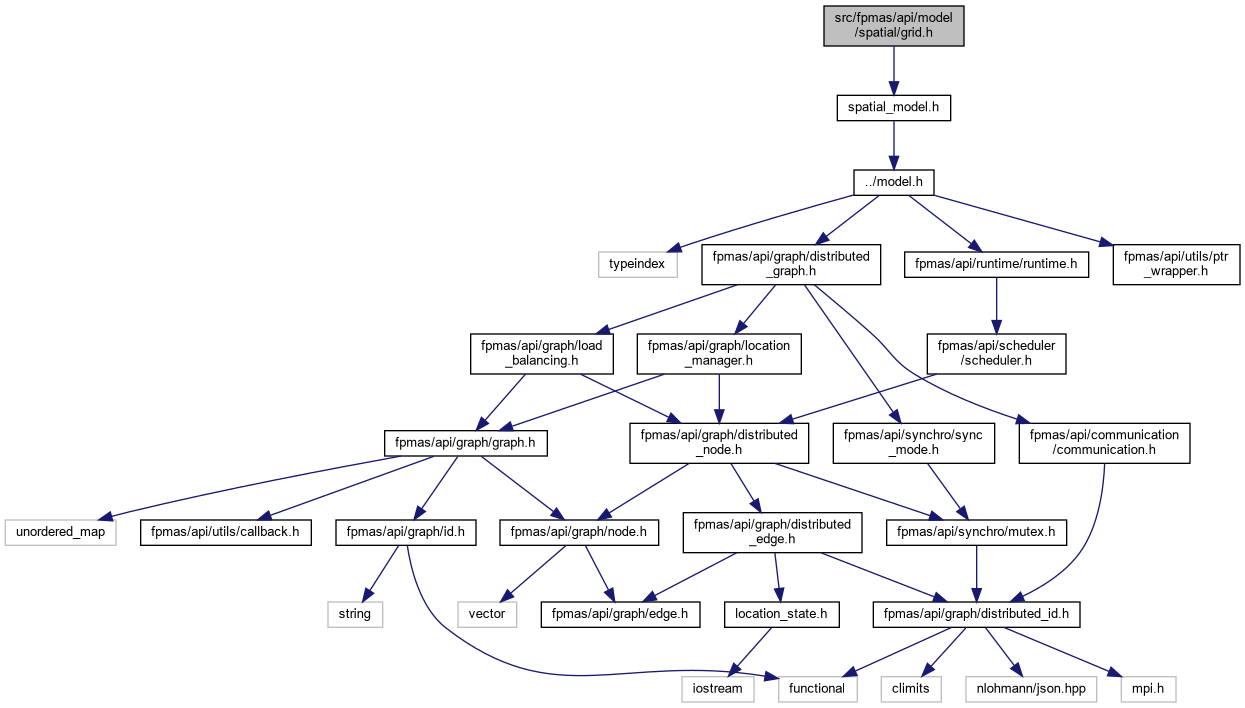 src/fpmas/api/model
/spatial/grid.h
spatial_model.h
../model.h
typeindex
fpmas/api/graph/distributed
_graph.h
fpmas/api/runtime/runtime.h
fpmas/api/utils/ptr
_wrapper.h
fpmas/api/graph/load
_balancing.h
fpmas/api/graph/location
_manager.h
fpmas/api/scheduler
/scheduler.h
fpmas/api/graph/graph.h
fpmas/api/graph/distributed
_node.h
fpmas/api/synchro/sync
_mode.h
fpmas/api/communication
/communication.h
unordered_map
fpmas/api/utils/callback.h
fpmas/api/graph/id.h
fpmas/api/graph/node.h
fpmas/api/graph/distributed
_edge.h
fpmas/api/synchro/mutex.h
string
vector
fpmas/api/graph/edge.h
location_state.h
fpmas/api/graph/distributed_id.h
iostream
functional
climits
nlohmann/json.hpp
mpi.h